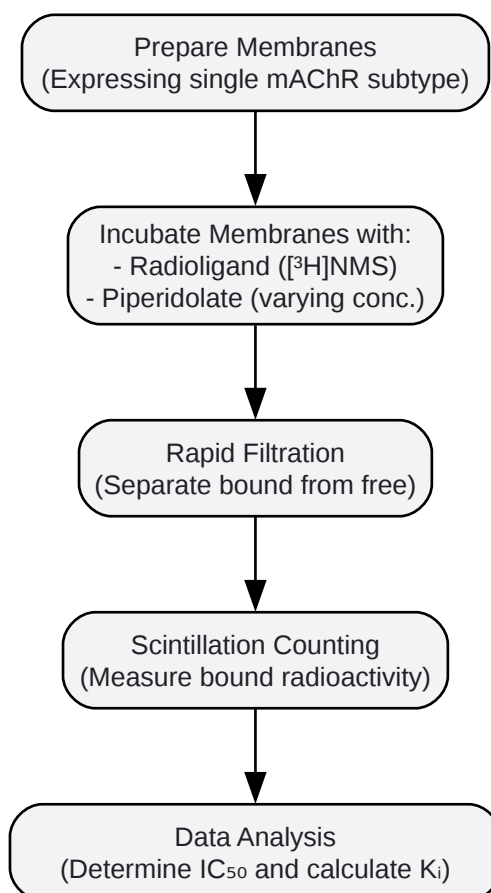 Prepare Membranes
(Expressing single mAChR subtype)
Incubate Membranes with:
- Radioligand ([³H]NMS)
- Piperidolate (varying conc.)
Rapid Filtration
(Separate bound from free)
Scintillation Counting
(Measure bound radioactivity)
Data Analysis
(Determine IC₅₀ and calculate Kᵢ)